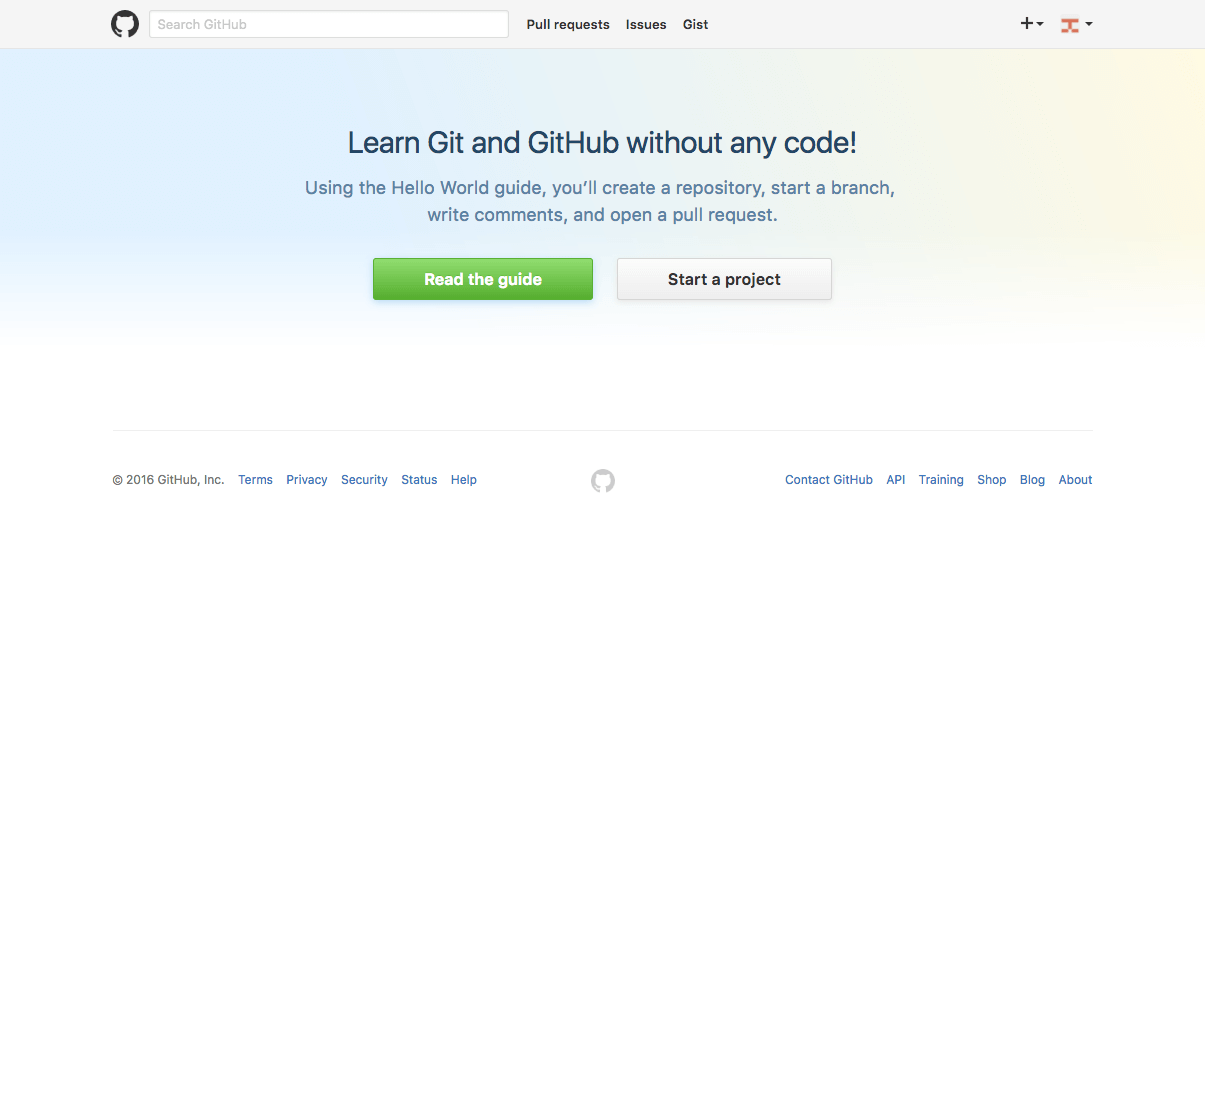 Search GitHub
Pull requests Issues Gist
Learn Git and GitHub without any code!
Using the Hello World guide, you’ll create a repository, start a branch,
write comments, and open a pull request.
Read the guide Start a project
© 2016 GitHub, Inc. Terms Privacy Security Status Help Contact GitHub API Training Shop Blog About